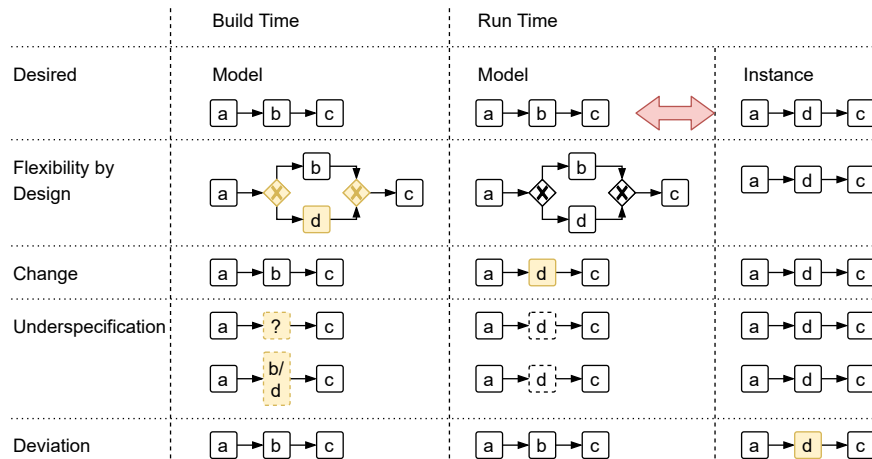 Build Time Run Time
Desired Model Model Instance
a b c a b c a d c
Flexibility by
Design
a X b d X c a X b d X c a d c
Change a b c a d c a d c
Underspecification a ? c a d c a d c
a b/
d c a d c a d c
Deviation a b c a b c a d c